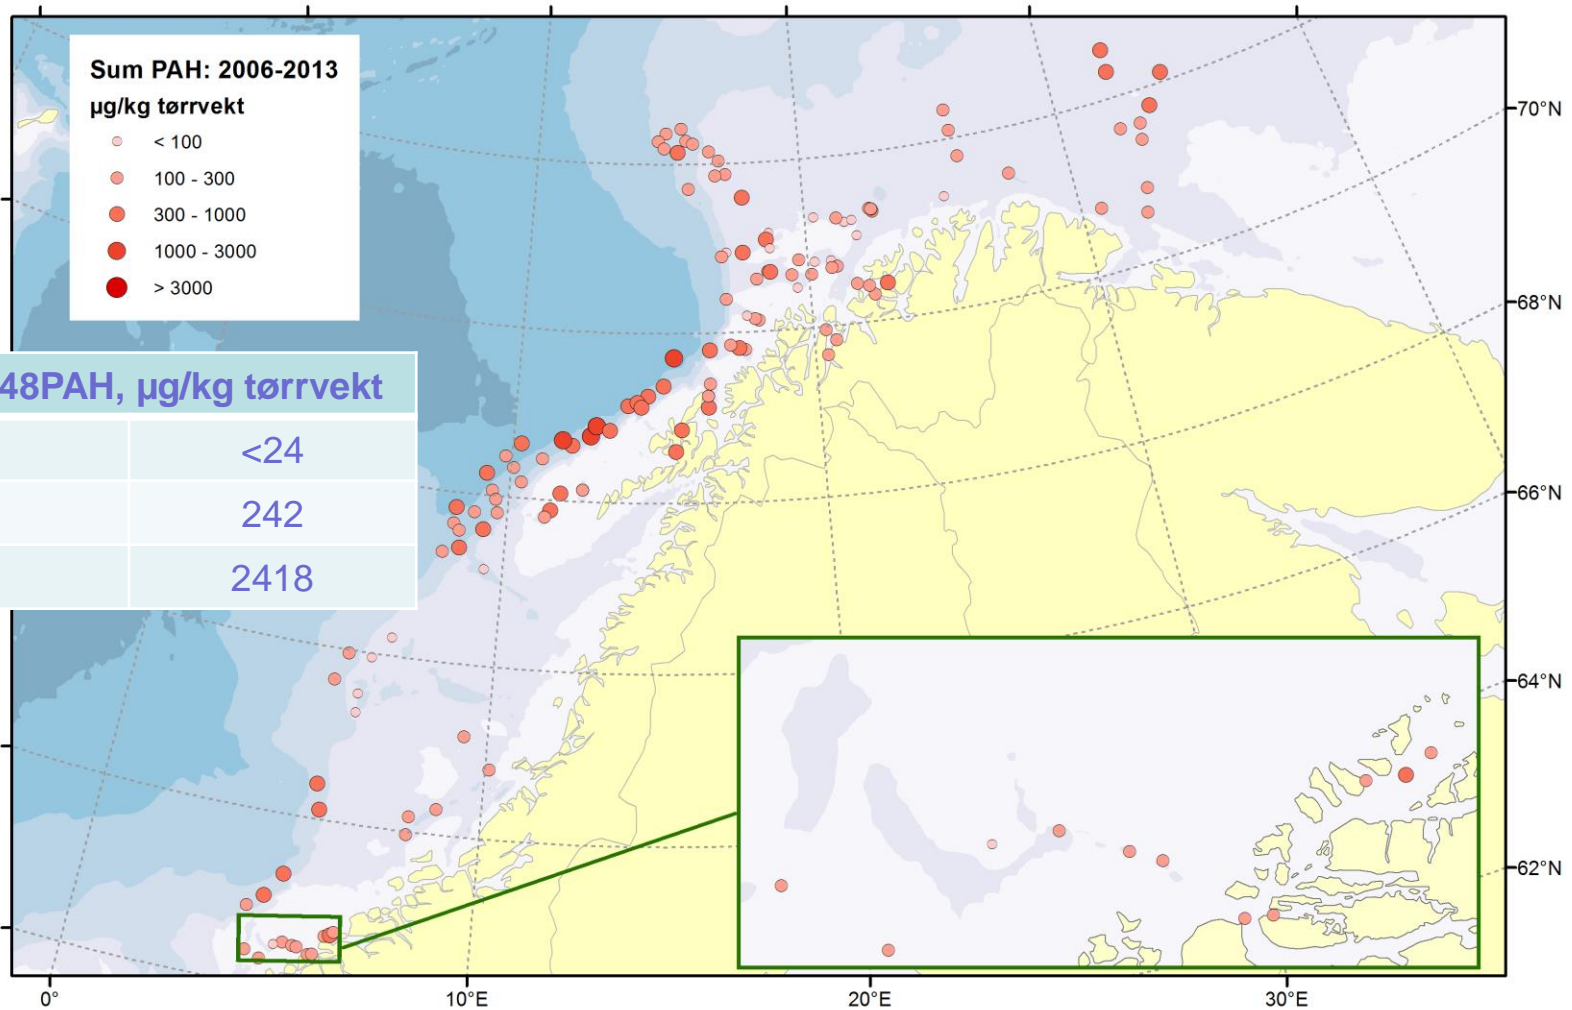 Sum PAH: 2006-2013
µg/kg tørrvekt
< 100
100 - 300
300 - 1000
1000 - 3000
> 3000
48PAH, µg/kg tørrvekt
<24
242
2418
70°N
68°N
66°N
64°N
62°N
0°
10°E
20°E
30°E